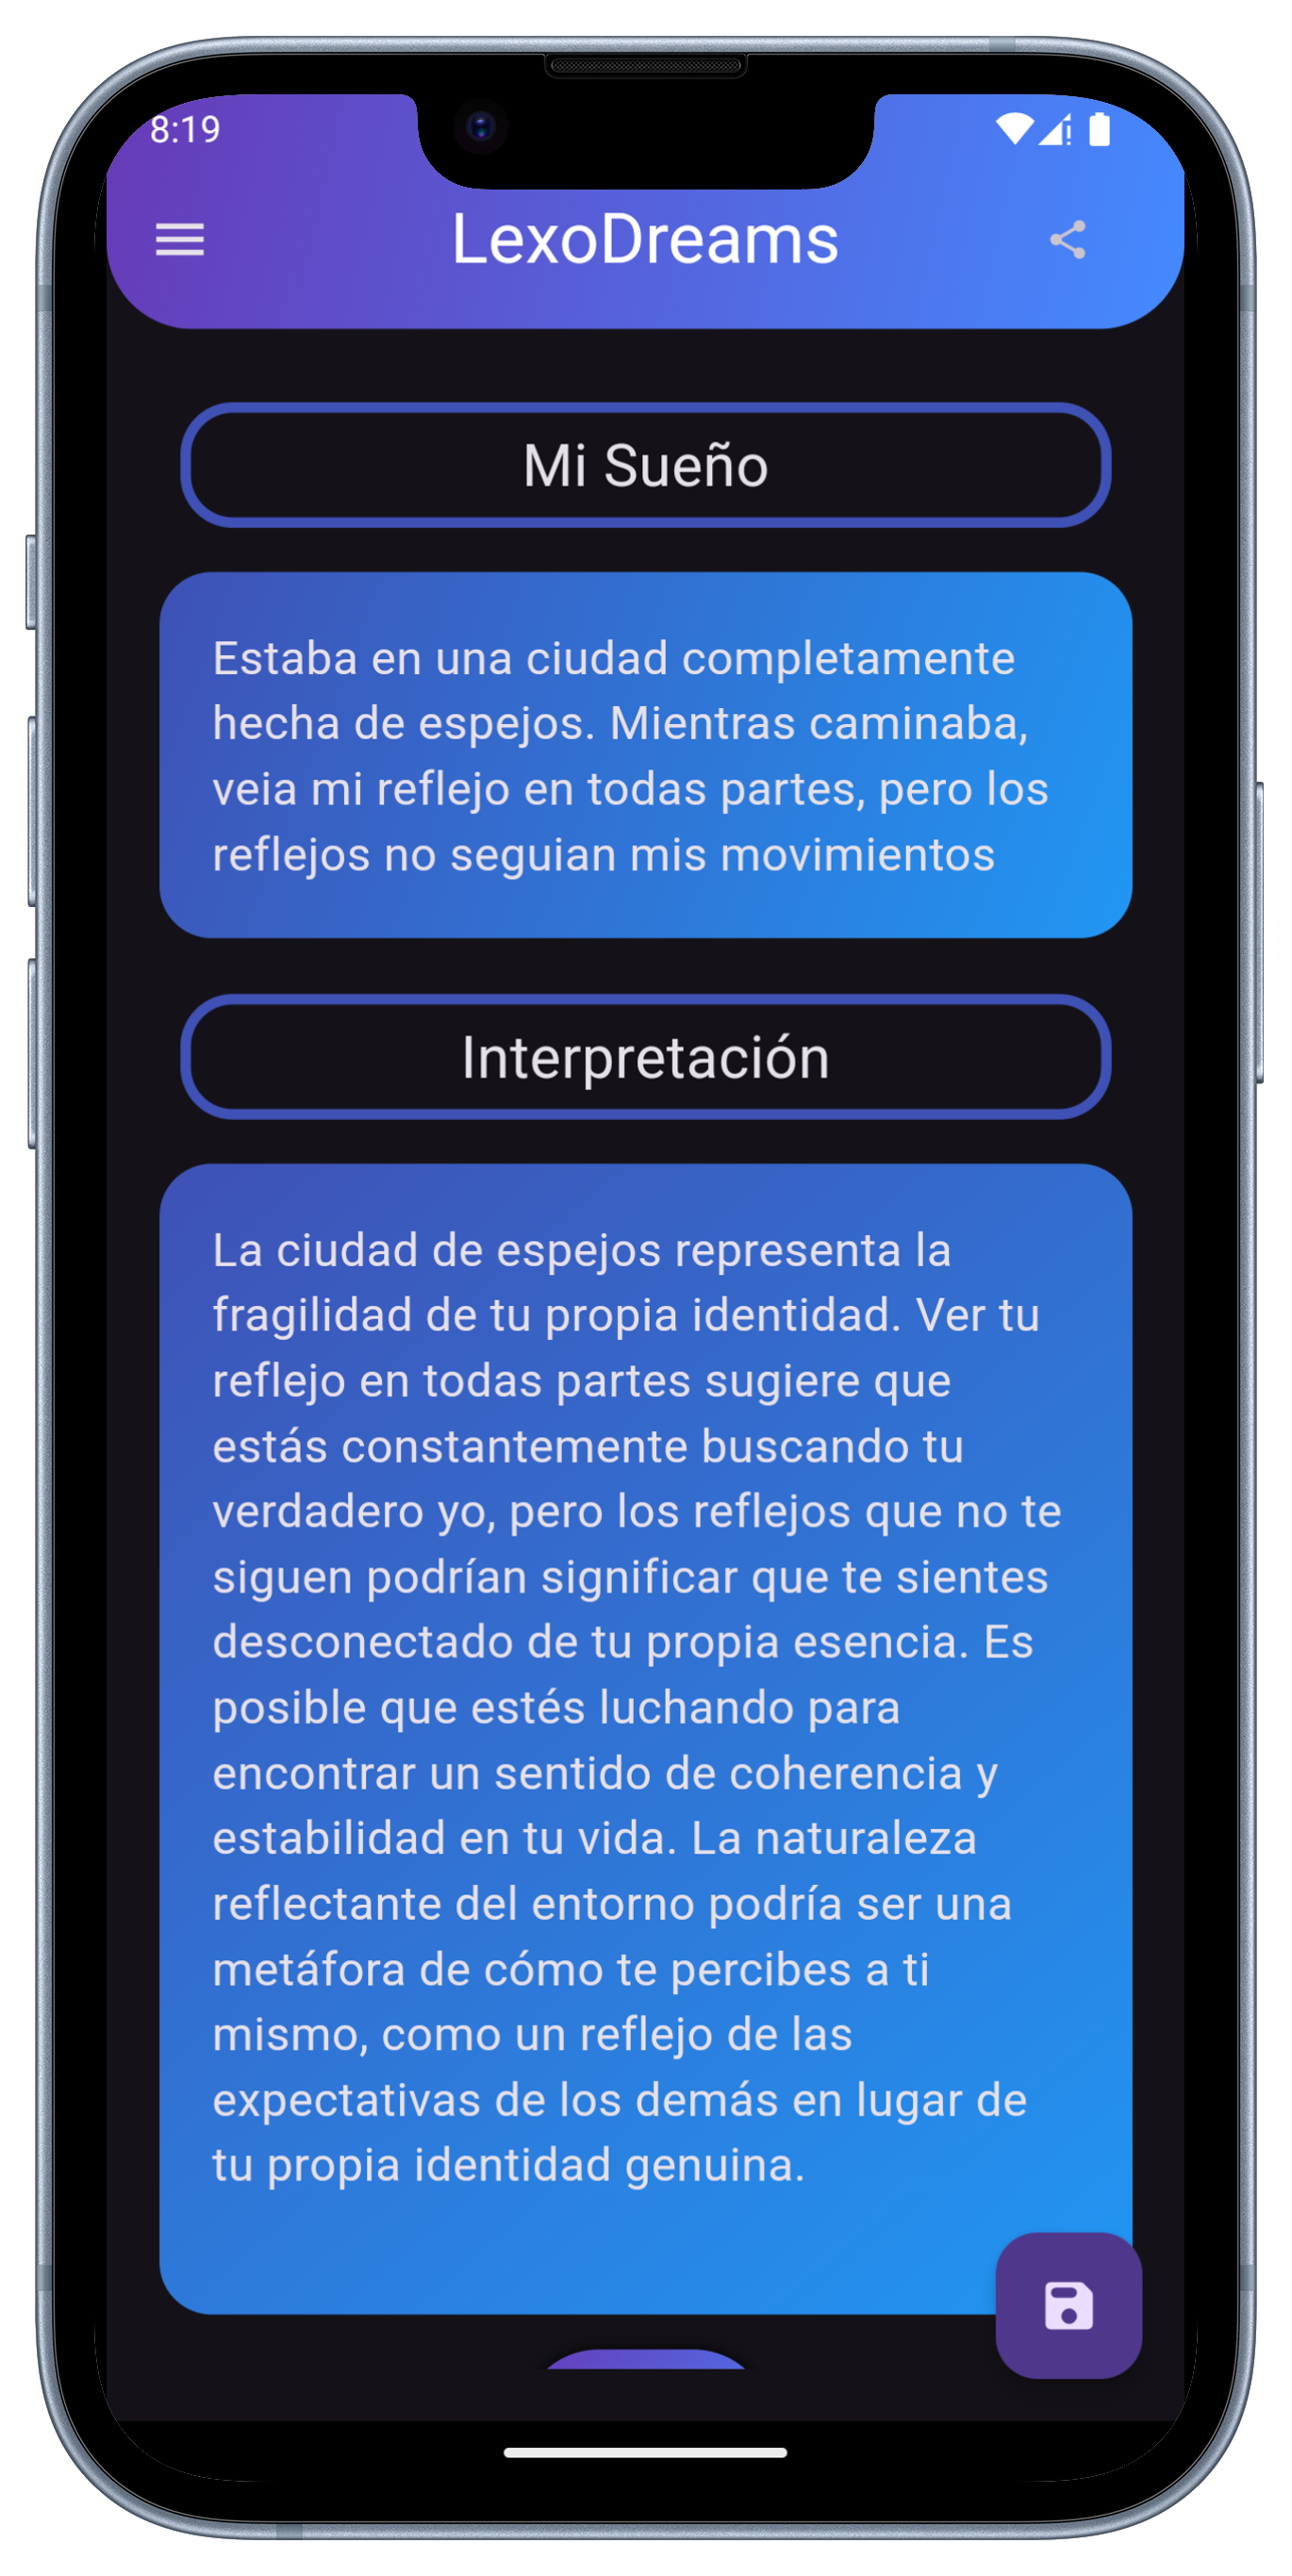 8:19
LexoDreams
Mi Sueño
Estaba en una ciudad completamente
hecha de espejos. Mientras caminaba,
veia mi reflejo en todas partes, pero los
reflejos no seguian mis movimientos
Interpretación
La ciudad de espejos representa la
fragilidad de tu propia identidad. Ver tu
reflejo en todas partes sugiere que
estás constantemente buscando tu
verdadero yo, pero los reflejos que no te
siguen podrían significar que te sientes
desconectado de tu propia esencia. Es
posible que estés luchando para
encontrar un sentido de coherencia y
estabilidad en tu vida. La naturaleza
reflectante del entorno podría ser una
metáfora de cómo te percibes a ti
mismo, como un reflejo de las
expectativas de los demás en lugar de
tu propia identidad genuina.